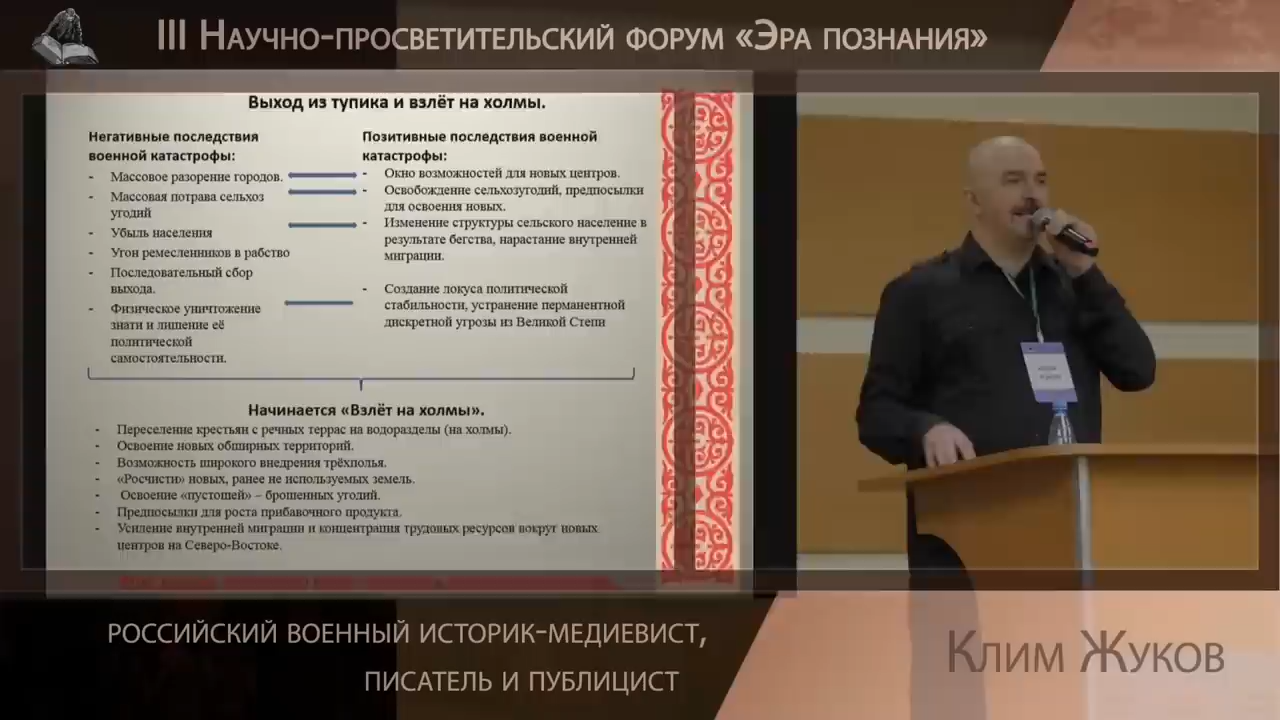 III Научно-просветительский форум «Эра познания»
Выход из тупика и взлёт на холмы.
Негативные последствия
военной катастрофы:
- Массовое разорение городов.
- Массовая потрава сельхоз
угодий
- Убыль населения
- Угон ремесленников в рабство
- Последовательный сбор
выхода.
- Физическое уничтожение
знати и лишение её
политической
самостоятельности.
Позитивные последствия военной
катастрофы:
- Окно возможностей для новых центров.
- Освобождение сельхозугодий, предпосылки
для освоения новых.
- Изменение структуры сельского население в
результате бегства, нарастание внутренней
миграции.
- Создание локуса политической
стабильности, устранение перманентной
дискретной угрозы из Великой Степи
Начинается «Взлёт на холмы».
- Переселение крестьян с речных террас на водоразделы (на холмы).
- Освоение новых обширных территорий.
- Возможность широкого внедрения трёхполья.
- «Росчисти» новых, ранее не используемых земель.
- Освоение «пустошей» – брошенных угодий.
- Предпосылки для роста прибавочного продукта.
- Усиление внутренней миграции и концентрация трудовых ресурсов вокруг новых
центров на Северо-Востоке.
российский военный историк-медиевист,
писатель и публицист
Клим Жуков